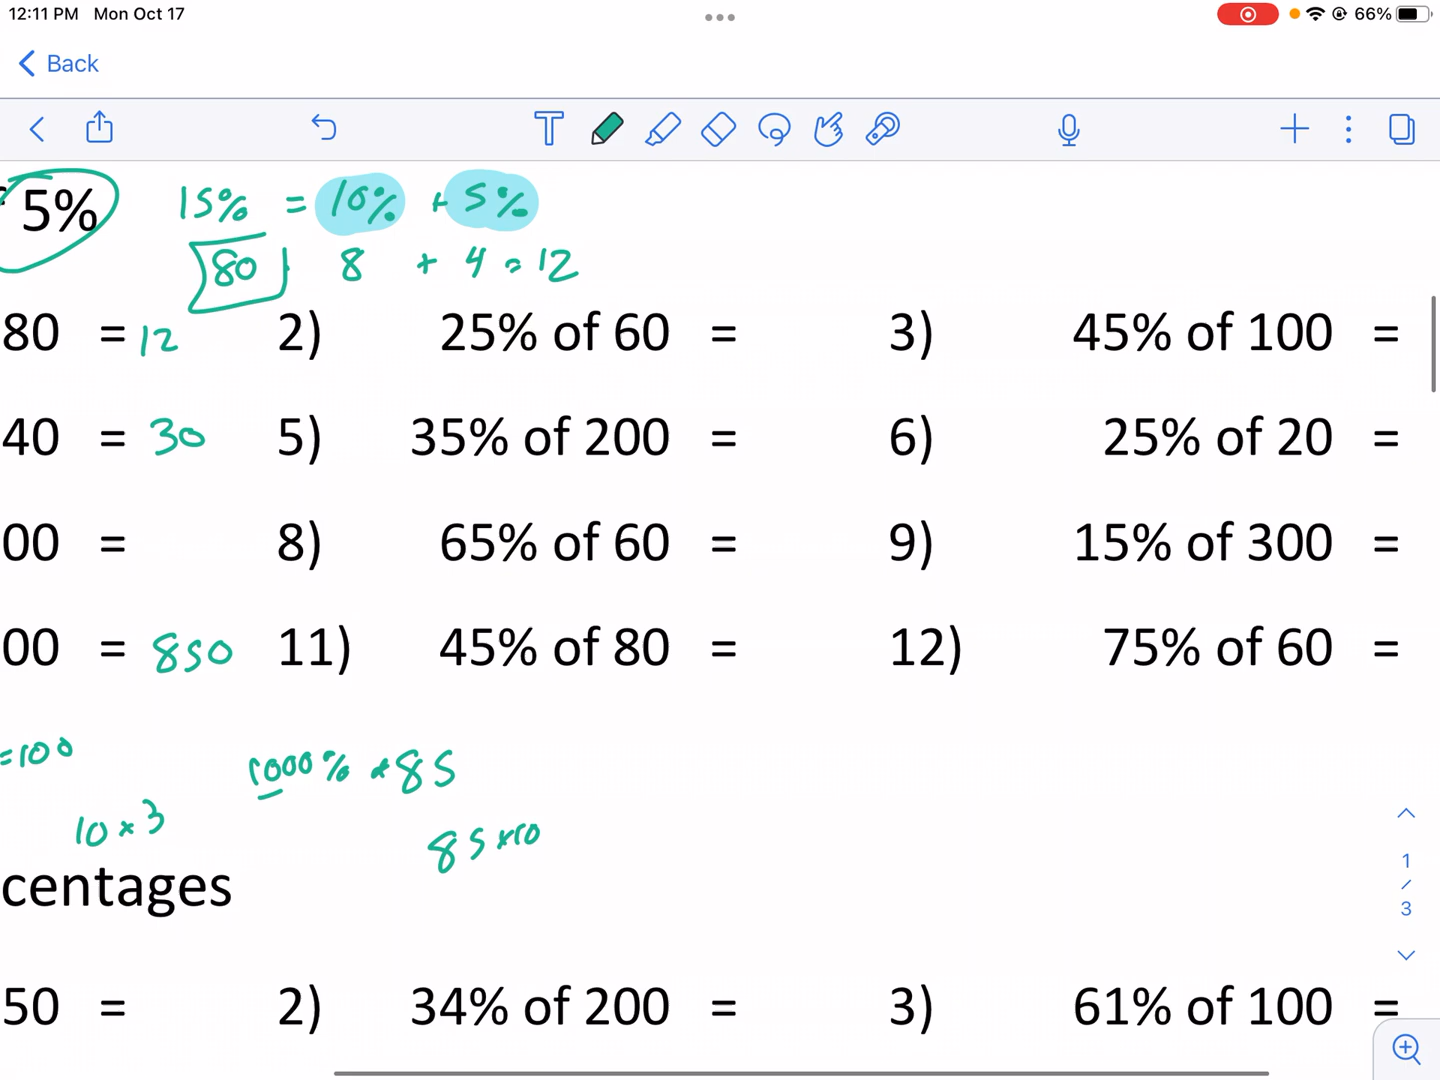 12:11 PM Mon Oct 17
66%
Back
5% 15% = 10% + 5%
80 8 + 4 = 12
80 = 12 2) 25% of 60 = 3) 45% of 100 =
40 = 30 5) 35% of 200 = 6) 25% of 20 =
00 = 8) 65% of 60 = 9) 15% of 300 =
00 = 850 11) 45% of 80 = 12) 75% of 60 =
=100 1000% 85
10 × 3 85 ×10
centages
1
/
3
50 = 2) 34% of 200 = 3) 61% of 100 =